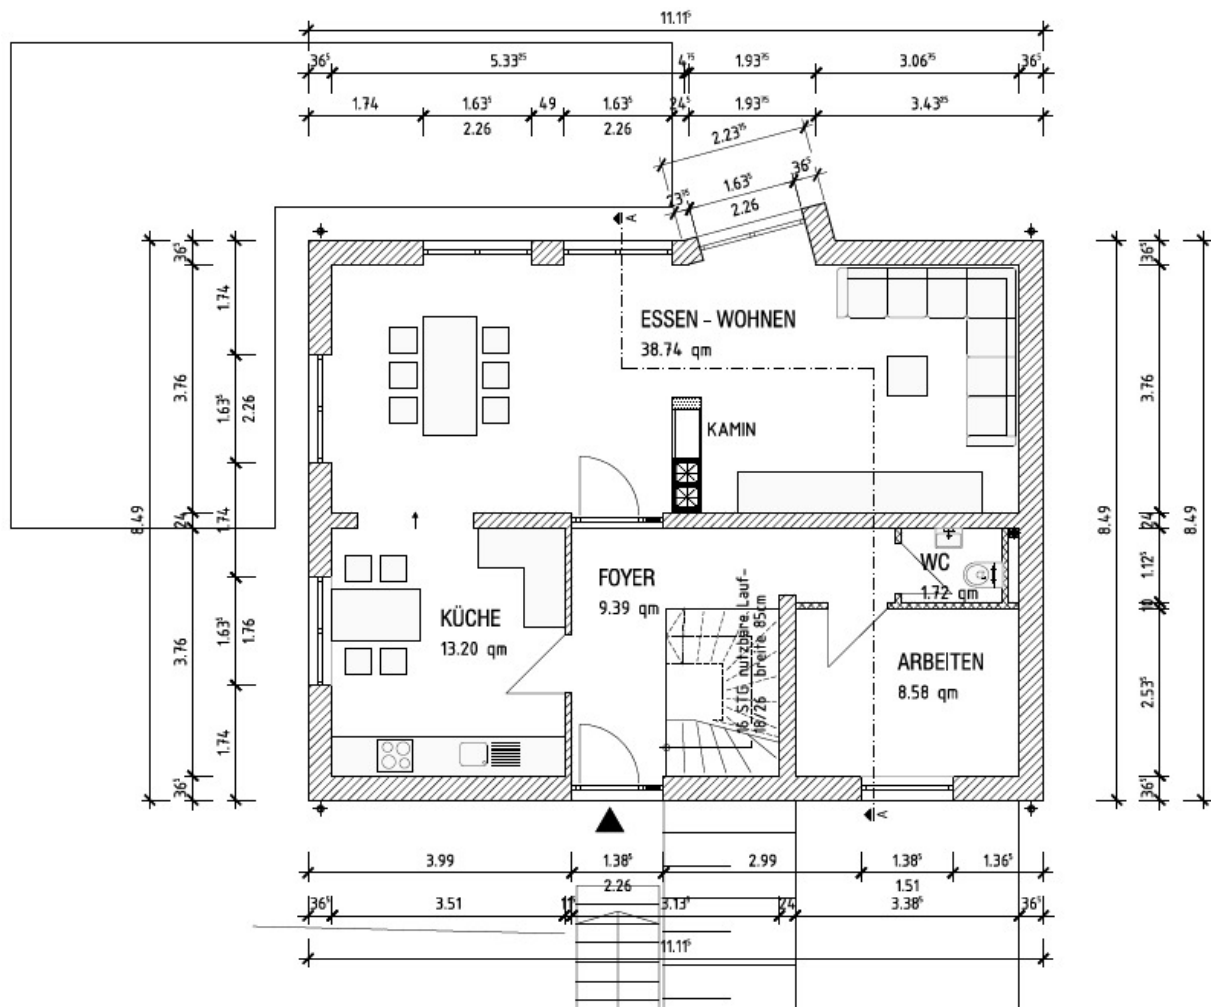 11.11⁵
36⁵ 5.33⁸⁵ 4⁷⁵ 1.93⁷⁵ 3.06⁷⁵ 36⁵
1.74 1.63⁵ 49 1.63⁵ 24⁵ 1.93⁷⁵ 3.43⁸⁵
2.26 2.26
2.23⁷⁵
23⁷⁵ 1.63⁵ 36⁵
2.26
A
36⁵
1.74
3.76
1.63⁵
2.26
8.49
24
1.74
3.76
1.63⁵
1.76
1.74
36⁵
ESSEN - WOHNEN
38.74 qm
KAMIN
KÜCHE
13.20 qm
FOYER
9.39 qm
16 STG nutzbare Lauf-
18/26 breite 85cm
WC
1.72 qm
ARBEITEN
8.58 qm
36⁵
3.76
8.49
8.49
24
1.12⁵
10
2.53⁵
36⁵
A
3.99 1.38⁵ 2.99 1.38⁵ 1.36⁵
2.26 1.51
36⁵ 3.51 11⁵ 3.13⁵ 24 3.38⁵ 36⁵
11.11⁵